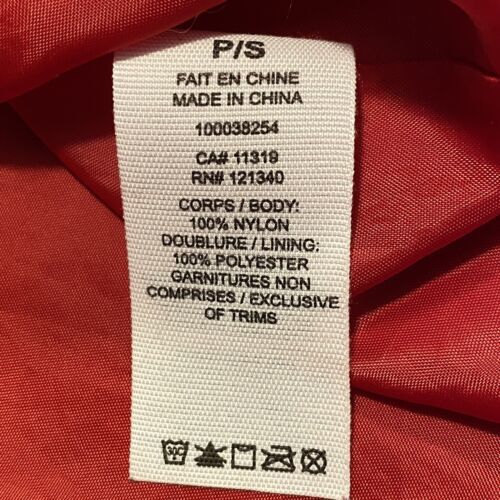 P/S
FAIT EN CHINE
MADE IN CHINA
100038254
CA# 11319
RN# 121340
CORPS / BODY:
100% NYLON
DOUBLURE / LINING:
100% POLYESTER
GARNITURES NON
COMPRISES / EXCLUSIVE
OF TRIMS
30C